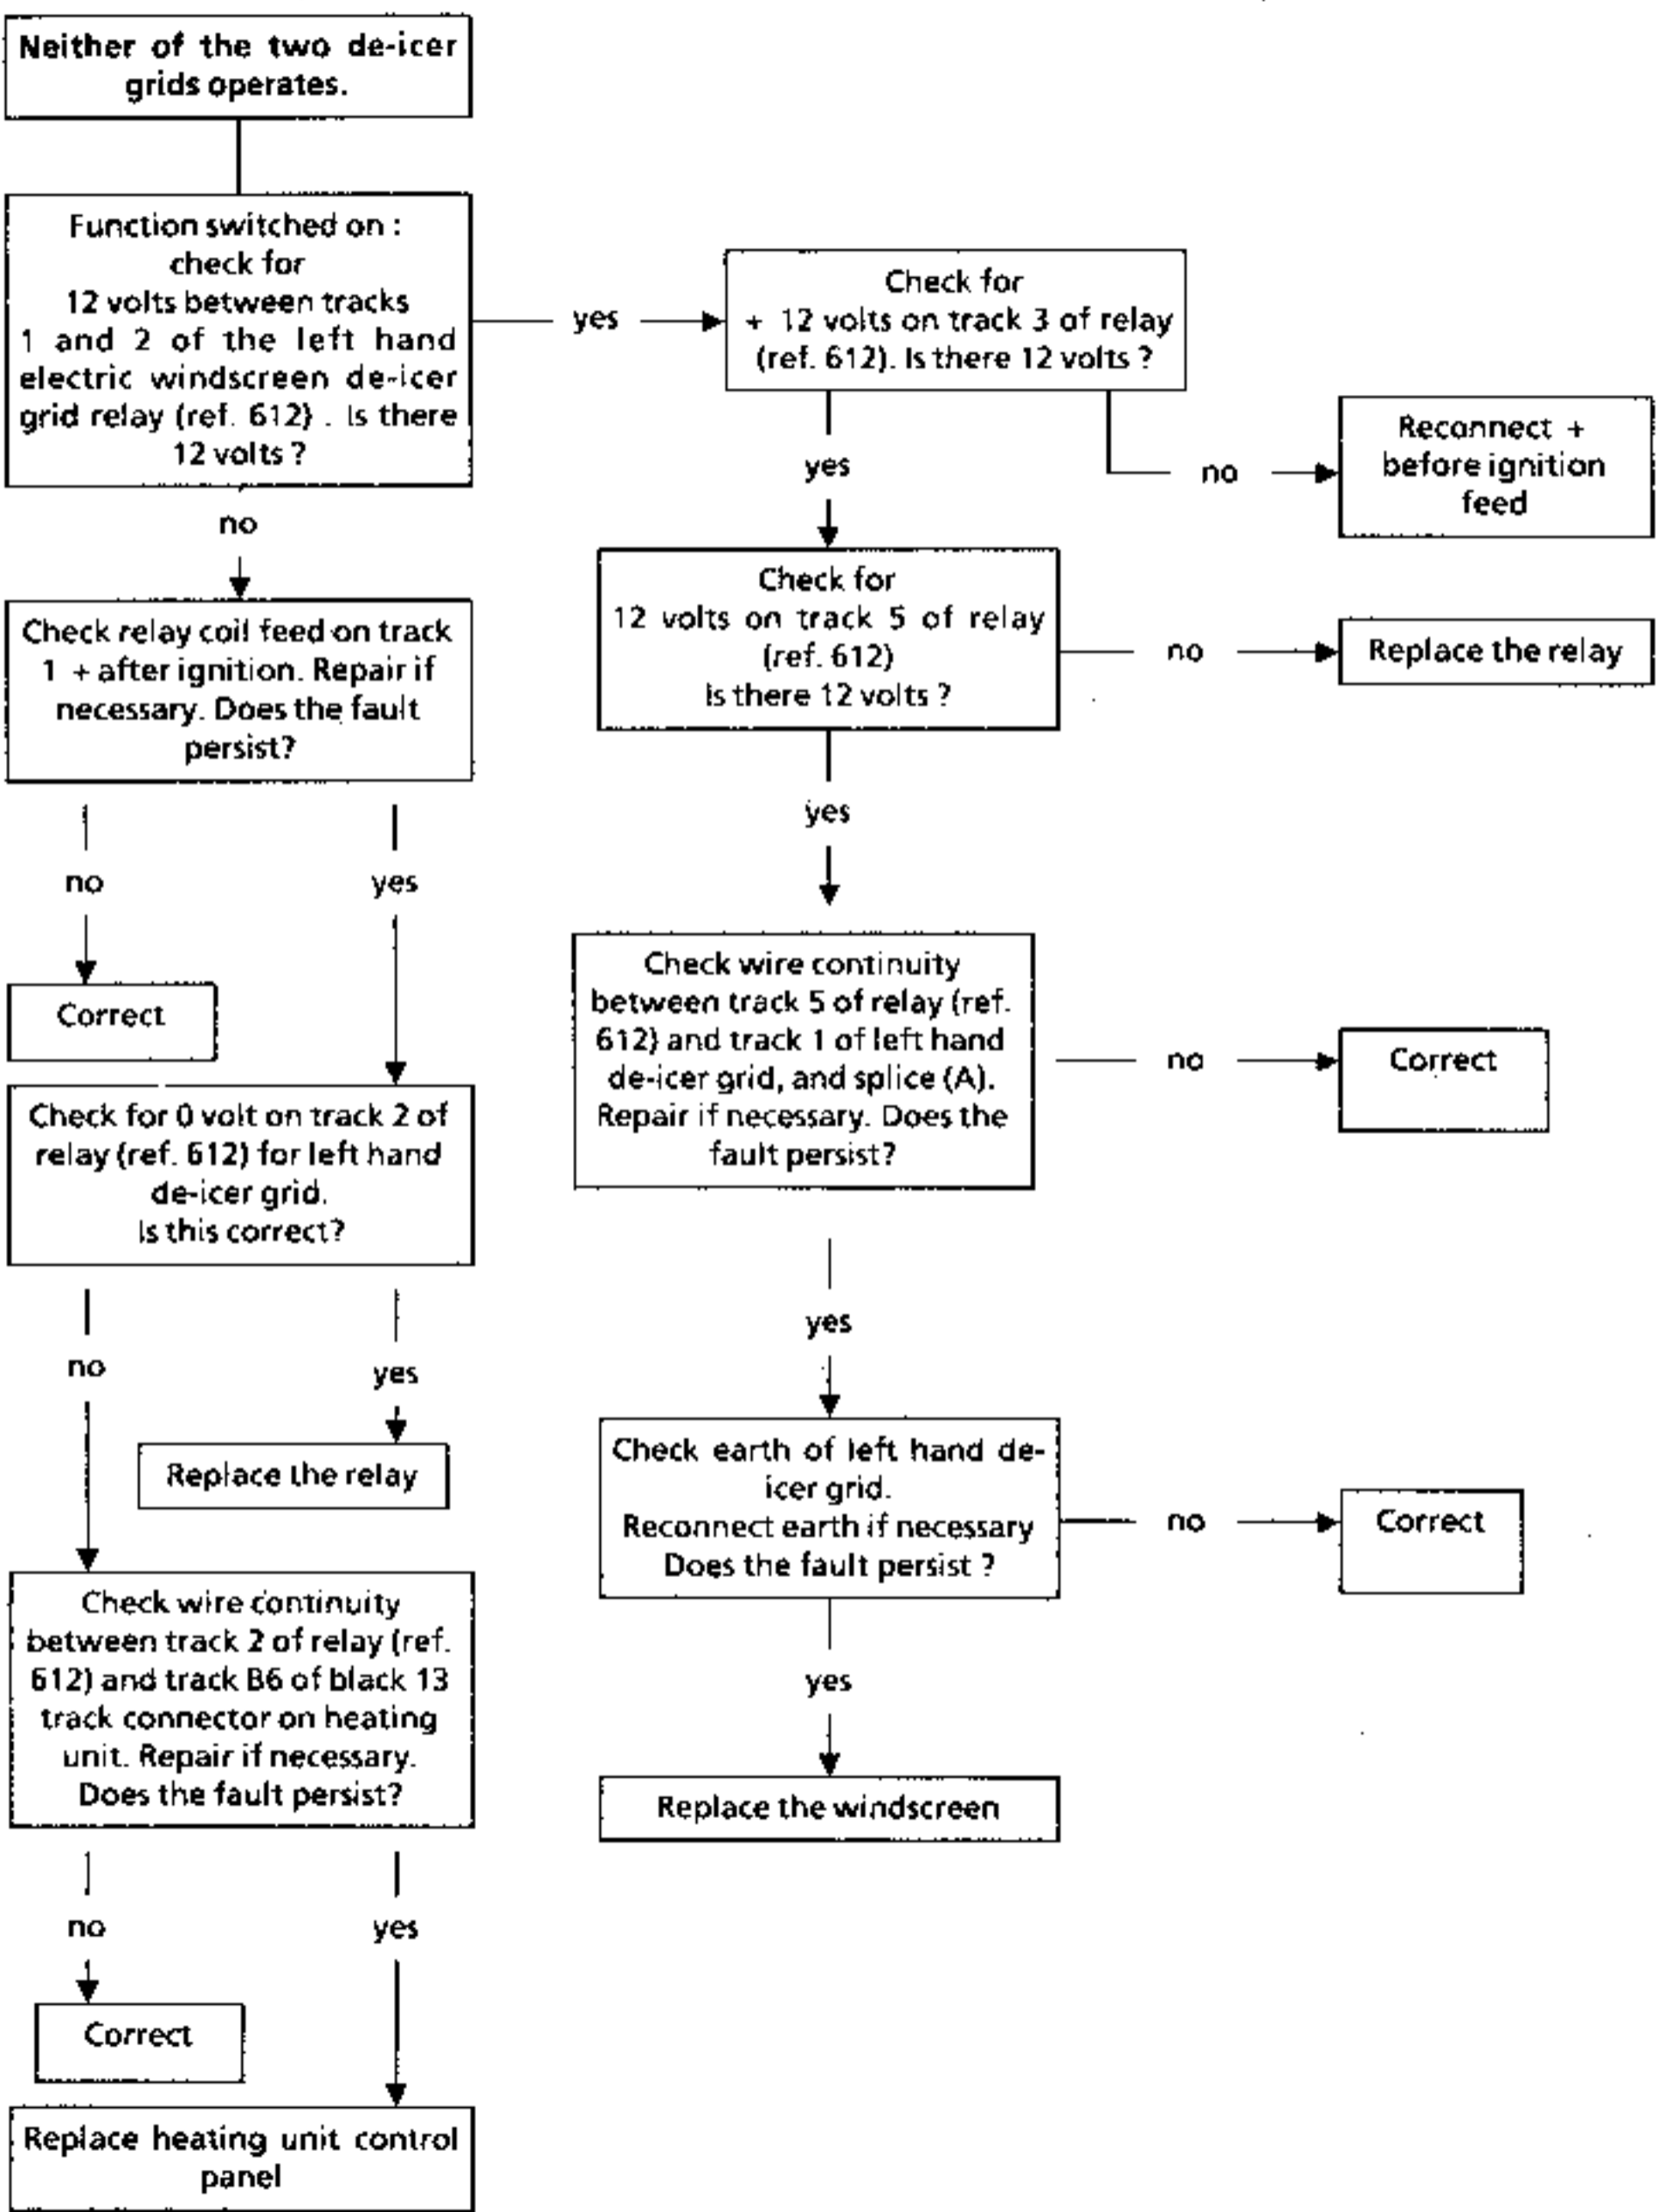 Neither of the two de-icer
grids operates.
Function switched on :
check for
12 volts between tracks
1 and 2 of the left hand
electric windscreen de-icer
grid relay (ref. 612) . Is there
12 volts ?
yes
Check for
+ 12 volts on track 3 of relay
(ref. 612). Is there 12 volts ?
yes
no
Reconnect +
before ignition
feed
no
Check for
12 volts on track 5 of relay
(ref. 612)
Is there 12 volts ?
no
Replace the relay
Check relay coil feed on track
1 + after ignition. Repair if
necessary. Does the fault
persist?
yes
no
yes
Check wire continuity
between track 5 of relay (ref.
612) and track 1 of left hand
de-icer grid, and splice (A).
Repair if necessary. Does the
fault persist?
no
Correct
Correct
Check for 0 volt on track 2 of
relay (ref. 612) for left hand
de-icer grid.
Is this correct?
yes
no
yes
Replace the relay
Check earth of left hand de-
icer grid.
Reconnect earth if necessary
Does the fault persist ?
no
Correct
Check wire continuity
between track 2 of relay (ref.
612) and track B6 of black 13
track connector on heating
unit. Repair if necessary.
Does the fault persist?
yes
Replace the windscreen
no
yes
Correct
Replace heating unit control
panel